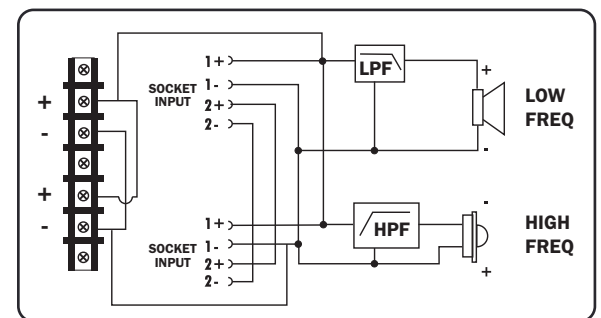 +
-
+
-
SOCKET
INPUT
1+
1-
2+
2-
LPF
+
-
LOW
FREQ
SOCKET
INPUT
1+
1-
2+
2-
HPF
-
+
HIGH
FREQ